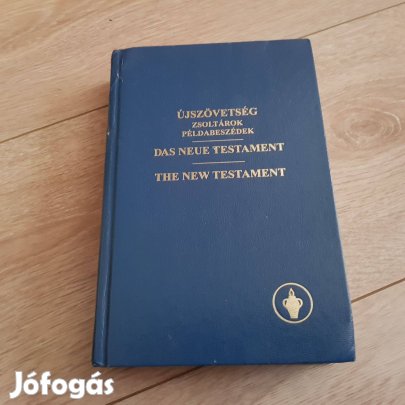 ÚJSZÖVETSÉG
ZSOLTÁROK
PÉLDABESZÉDEK
DAS NEUE TESTAMENT
THE NEW TESTAMENT
Jófogás